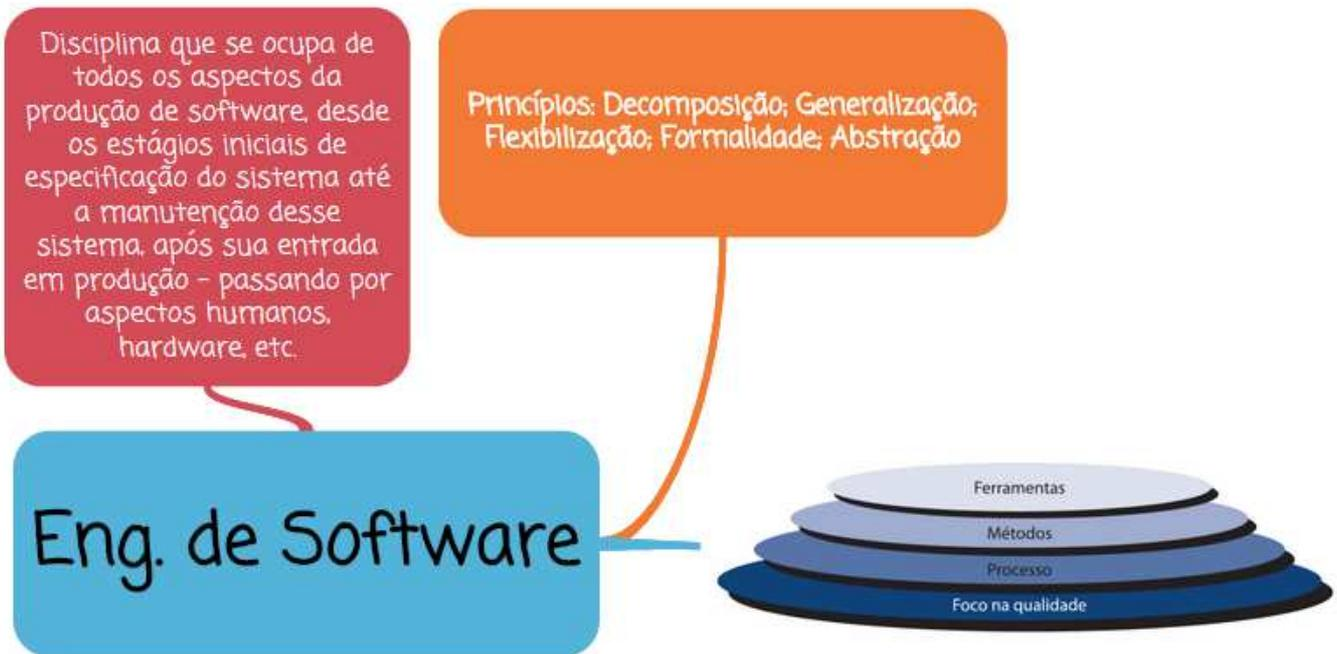 Disciplina que se ocupa de
todos os aspectos da
produção de software, desde
os estágios iniciais de
especificação do sistema até
a manutenção desse
sistema, após sua entrada
em produção - passando por
aspectos humanos,
hardware, etc.
Princípios: Decomposição; Generalização;
Flexibilização; Formalidade; Abstração
Eng. de Software
Ferramentas
Métodos
Processo
Foco na qualidade